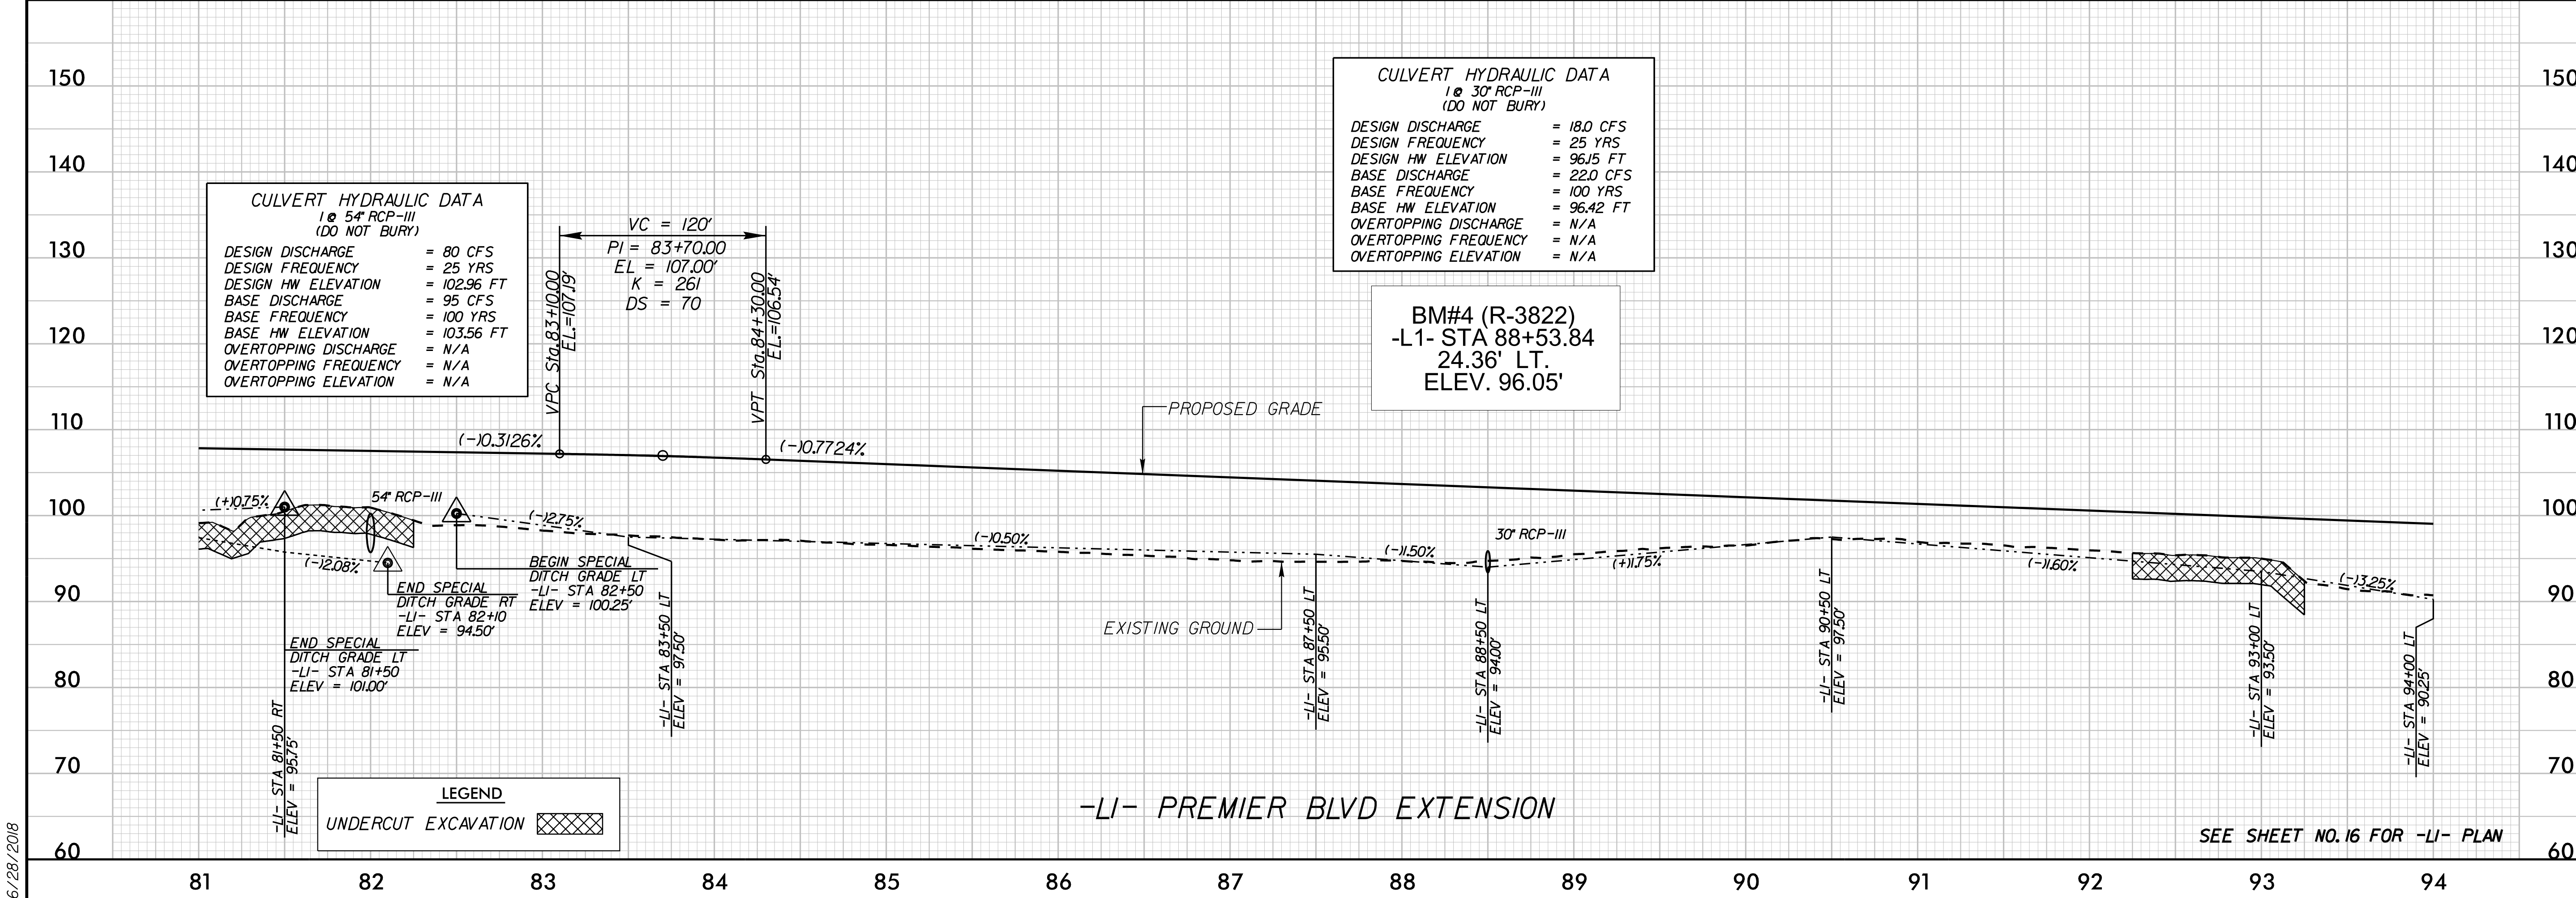 150
140
130
120
110
100
90
80
70
60
CULVERT HYDRAULIC DATA
1 @ 54" RCP-III
(DO NOT BURY)
DESIGN DISCHARGE = 80 CFS
DESIGN FREQUENCY = 25 YRS
DESIGN HW ELEVATION = 102.96 FT
BASE DISCHARGE = 95 CFS
BASE FREQUENCY = 100 YRS
BASE HW ELEVATION = 103.56 FT
OVERTOPPING DISCHARGE = N/A
OVERTOPPING FREQUENCY = N/A
OVERTOPPING ELEVATION = N/A
VC = 120'
PI = 83+70.00
EL = 107.00'
K = 261
DS = 70
VPC Sta.83+10.00
EL.=107.19'
VPT Sta.84+30.00
EL.=106.54'
(-)0.3126%
(-)0.7724%
CULVERT HYDRAULIC DATA
1 @ 30" RCP-III
(DO NOT BURY)
DESIGN DISCHARGE = 18.0 CFS
DESIGN FREQUENCY = 25 YRS
DESIGN HW ELEVATION = 96.15 FT
BASE DISCHARGE = 22.0 CFS
BASE FREQUENCY = 100 YRS
BASE HW ELEVATION = 96.42 FT
OVERTOPPING DISCHARGE = N/A
OVERTOPPING FREQUENCY = N/A
OVERTOPPING ELEVATION = N/A
BM#4 (R-3822)
-L1- STA 88+53.84
24.36' LT.
ELEV. 96.05'
PROPOSED GRADE
(+)0.75%
54" RCP-III
(-)2.75%
(-)2.08%
(-)0.50%
(-)1.50%
30" RCP-III
(+)1.75%
(-)1.60%
(-)3.25%
BEGIN SPECIAL
DITCH GRADE LT
-L1- STA 82+50
ELEV = 100.25'
END SPECIAL
DITCH GRADE RT
-L1- STA 82+10
ELEV = 94.50'
END SPECIAL
DITCH GRADE LT
-L1- STA 81+50
ELEV = 101.00'
EXISTING GROUND
-L1- STA 81+50 RT
ELEV = 95.75'
-L1- STA 83+50 LT
ELEV = 97.50'
-L1- STA 87+50 LT
ELEV = 95.50'
-L1- STA 88+50 LT
ELEV = 94.00'
-L1- STA 90+50 LT
ELEV = 97.50'
-L1- STA 93+00 LT
ELEV = 93.50'
-L1- STA 94+00 LT
ELEV = 90.25'
LEGEND
UNDERCUT EXCAVATION
-L1- PREMIER BLVD EXTENSION
SEE SHEET NO. 16 FOR -L1- PLAN
150
140
130
120
110
100
90
80
70
60
81 82 83 84 85 86 87 88 89 90 91 92 93 94
6/28/2018